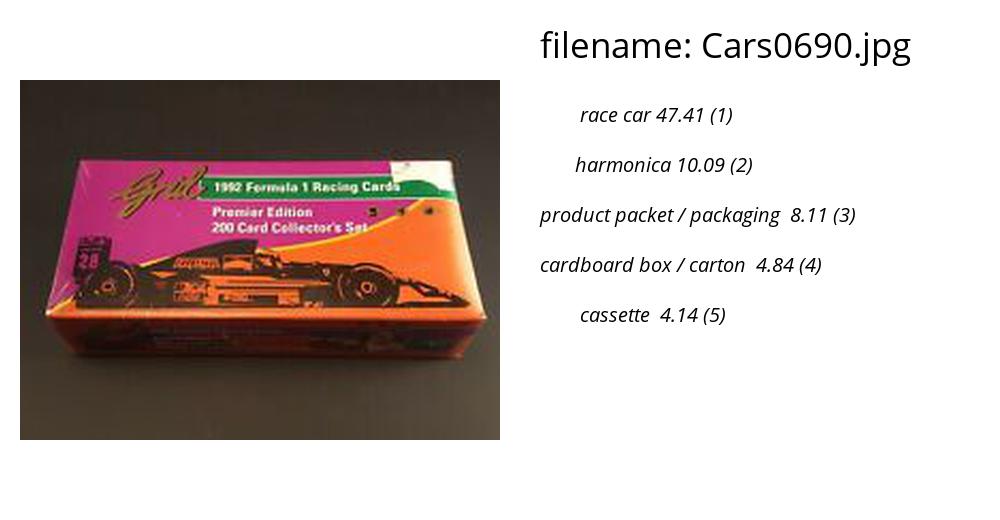 filename: Cars0690.jpg
race car 47.41 (1)
harmonica 10.09 (2)
product packet / packaging 8.11 (3)
cardboard box / carton 4.84 (4)
cassette 4.14 (5)
Grid
1992 Formula 1 Racing Cards
Premier Edition
200 Card Collector's Set
28